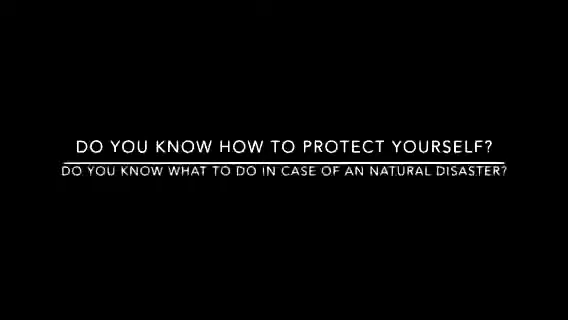 DO YOU KNOW HOW TO PROTECT YOURSELF?
DO YOU KNOW WHAT TO DO IN CASE OF AN NATURAL DISASTER?